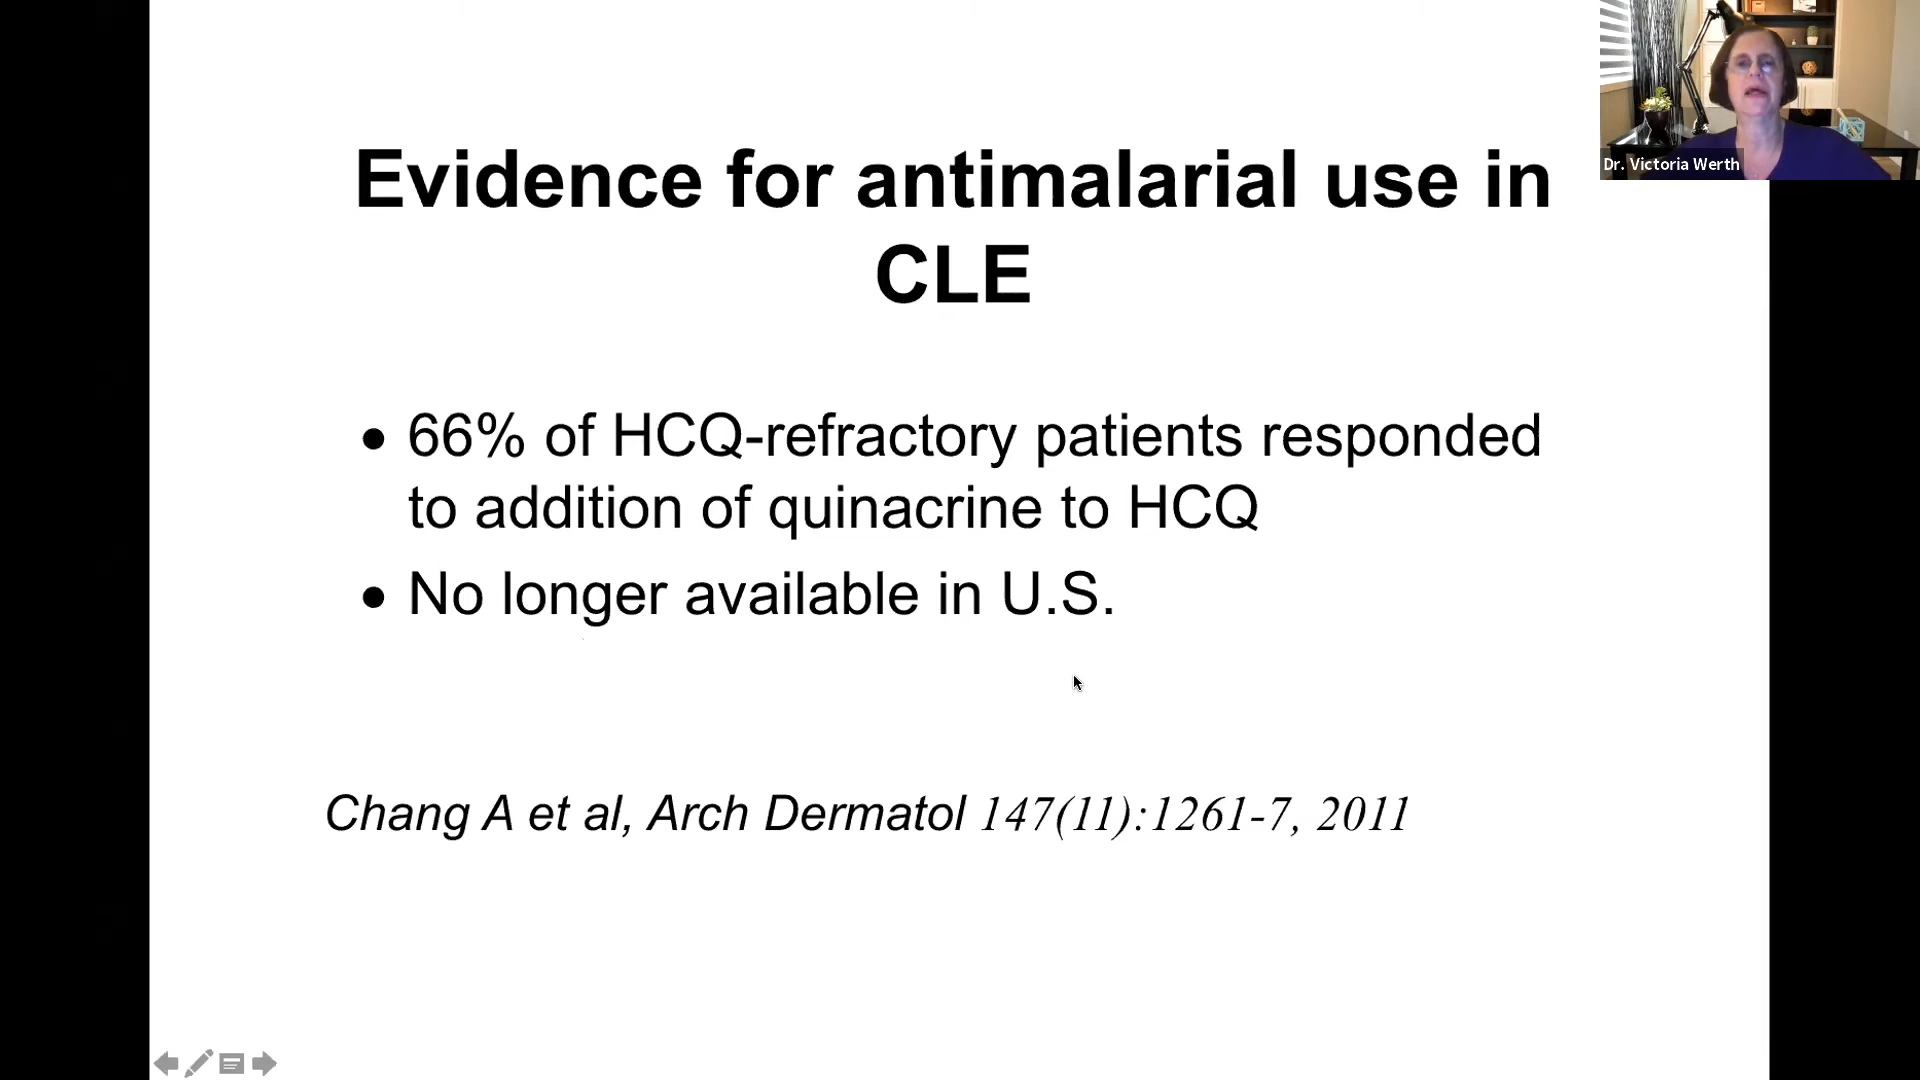 Evidence for antimalarial use in
CLE
• 66% of HCQ-refractory patients responded
to addition of quinacrine to HCQ
• No longer available in U.S.
Chang A et al, Arch Dermatol 147(11):1261-7, 2011
Dr. Victoria Werth